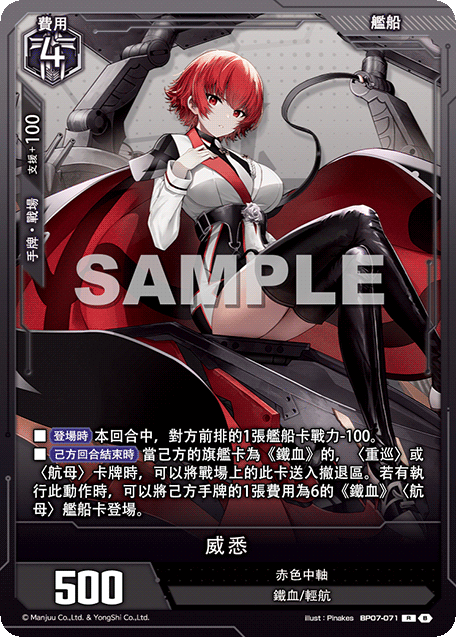 費用
艦船
4
支援+100
手牌・戰場
SAMPLE
■ 登場時 本回合中，對方前排的1張艦船卡戰力-100。
■ 己方回合結束時 當己方的旗艦卡為《鐵血》的，〈重巡〉或
〈航母〉卡牌時，可以將戰場上的此卡送入撤退區。若有執
行此動作時，可以將己方手牌的1張費用為6的《鐵血》〈航
母〉艦船卡登場。
威悉
500
赤色中軸
鐵血/輕航
© Manjuu Co.,Ltd. & YongShi Co.,Ltd.
illust : Pinakes BP07-071 R B